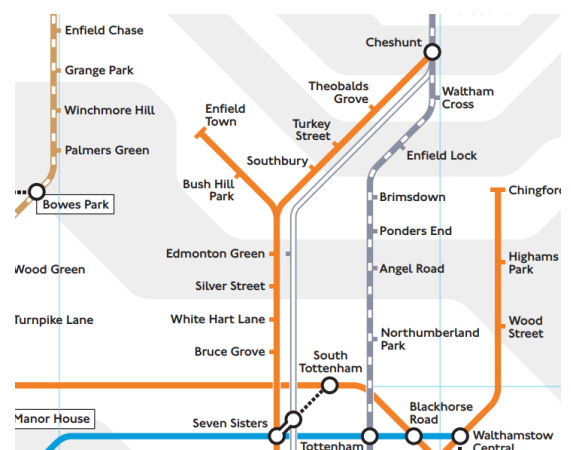 Enfield Chase
Grange Park
Winchmore Hill
Palmers Green
Bowes Park
Wood Green
Turnpike Lane
Manor House
Enfield
Town
Bush Hill
Park
Cheshunt
Theobalds
Grove
Turkey
Street
Southbury
Edmonton Green
Silver Street
White Hart Lane
Bruce Grove
South
Tottenham
Seven Sisters
Waltham
Cross
Enfield Lock
Brimsdown
Ponders End
Angel Road
Northumberland
Park
Tottenham
Blackhorse
Road
Chingford
Highams
Park
Wood
Street
Walthamstow
Central